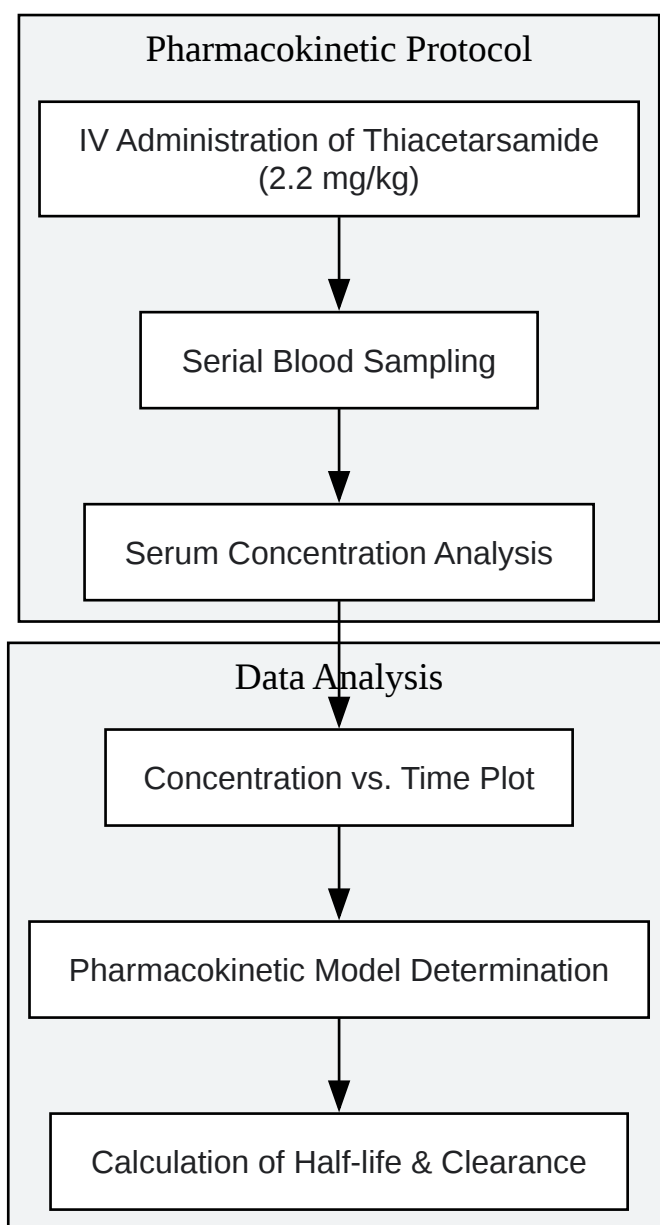 Pharmacokinetic Protocol
IV Administration of Thiacetarsamide
(2.2 mg/kg)
Serial Blood Sampling
Serum Concentration Analysis
Data Analysis
Concentration vs. Time Plot
Pharmacokinetic Model Determination
Calculation of Half-life & Clearance